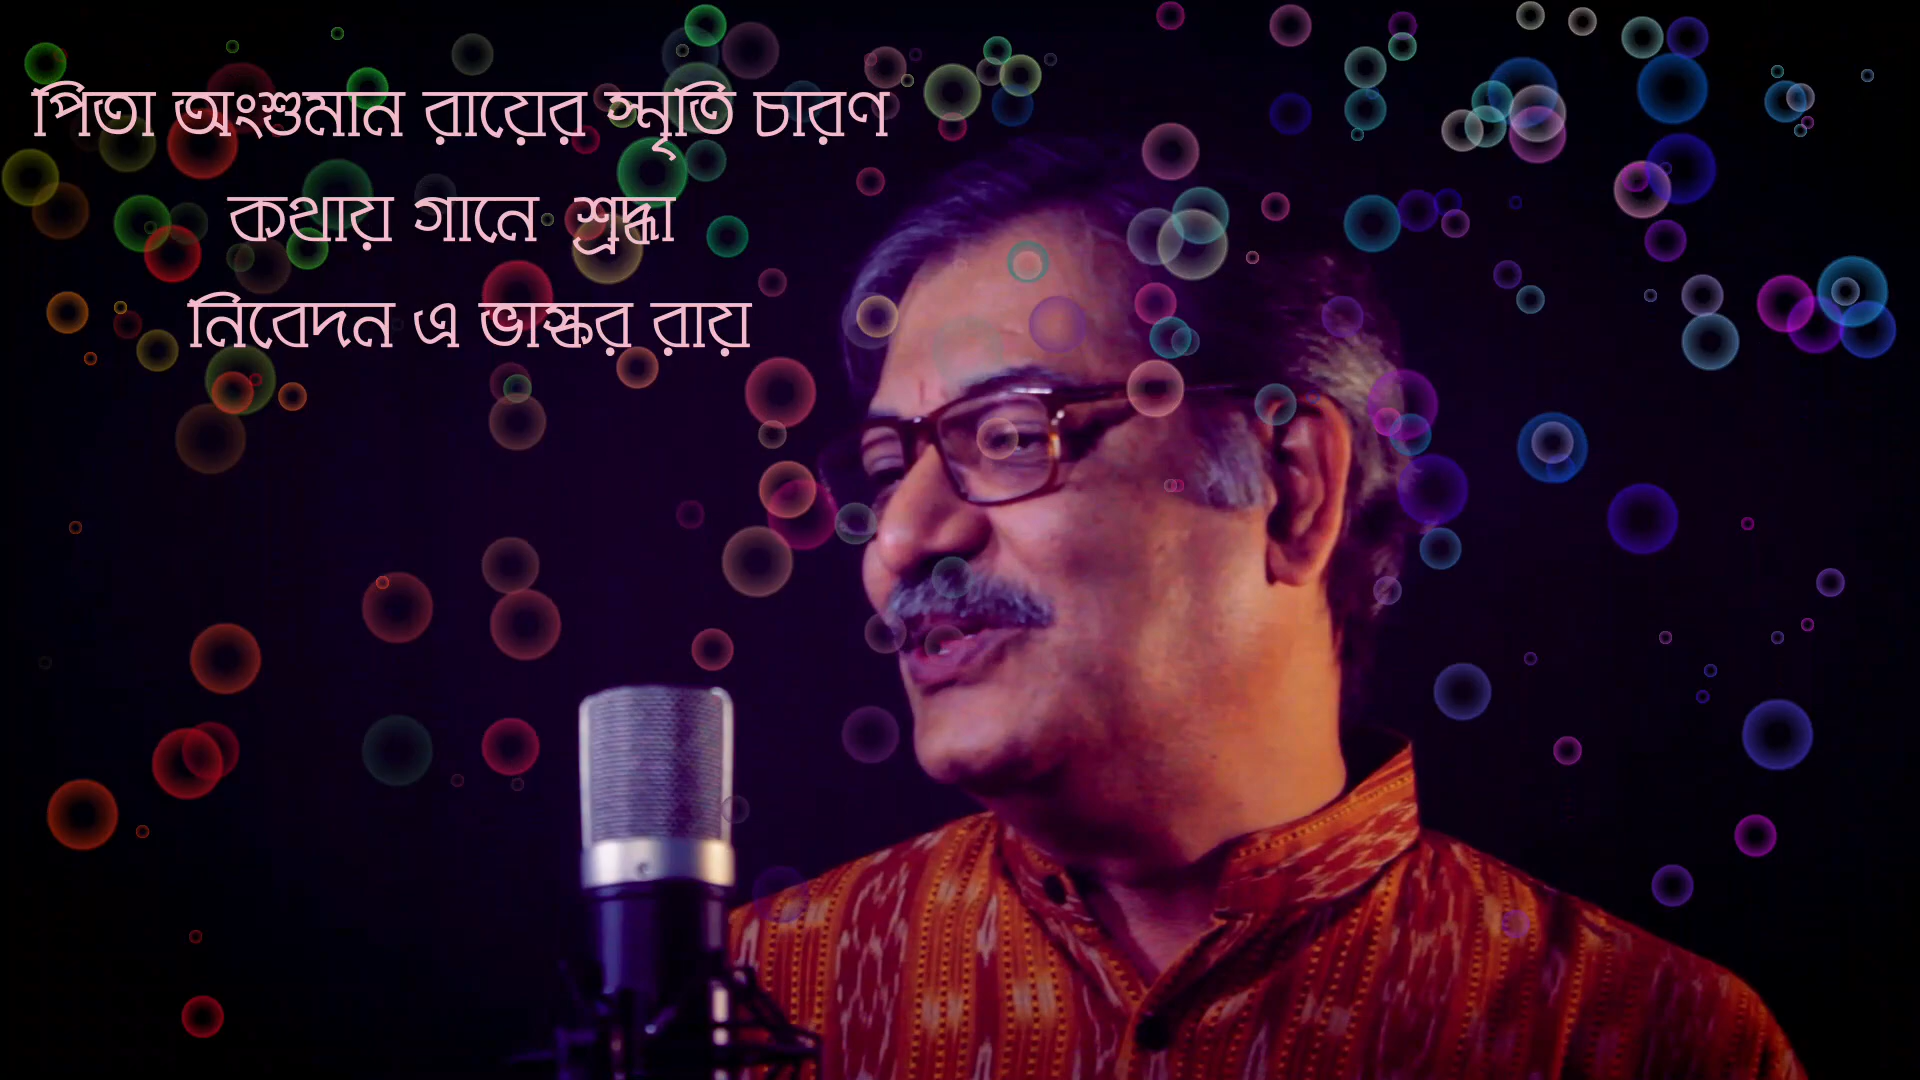 পিতা অংশুমান রায়ের স্মৃতি চারণ
কথায় গানে শ্রদ্ধা
নিবেদন এ ভাস্কর রায়